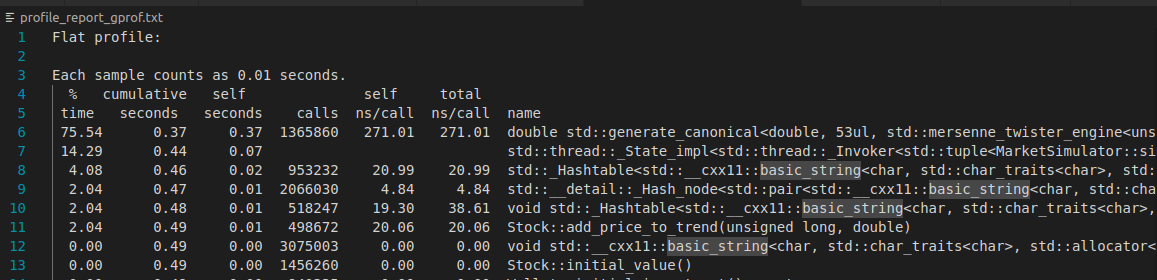 profile_report_gprof.txt
1 Flat profile:
2
3 Each sample counts as 0.01 seconds.
4 % cumulative self self total
5 time seconds seconds calls ns/call ns/call name
6 75.54 0.37 0.37 1365860 271.01 271.01 double std::generate_canonical<double, 53ul, std::mersenne_twister_engine<uns
7 14.29 0.44 0.07 std::thread::_State_impl<std::thread::_Invoker<std::tuple<MarketSimulator::si
8 4.08 0.46 0.02 953232 20.99 20.99 std::_Hashtable<std::__cxx11::basic_string<char, std::char_traits<char>, std:
9 2.04 0.47 0.01 2066030 4.84 4.84 std::__detail::_Hash_node<std::pair<std::__cxx11::basic_string<char, std::cha
10 2.04 0.48 0.01 518247 19.30 38.61 void std::_Hashtable<std::__cxx11::basic_string<char, std::char_traits<char>,
11 2.04 0.49 0.01 498672 20.06 20.06 Stock::add_price_to_trend(unsigned long, double)
12 0.00 0.49 0.00 3075003 0.00 0.00 void std::__cxx11::basic_string<char, std::char_traits<char>, std::allocator<
13 0.00 0.49 0.00 1456260 0.00 0.00 Stock::initial_value()